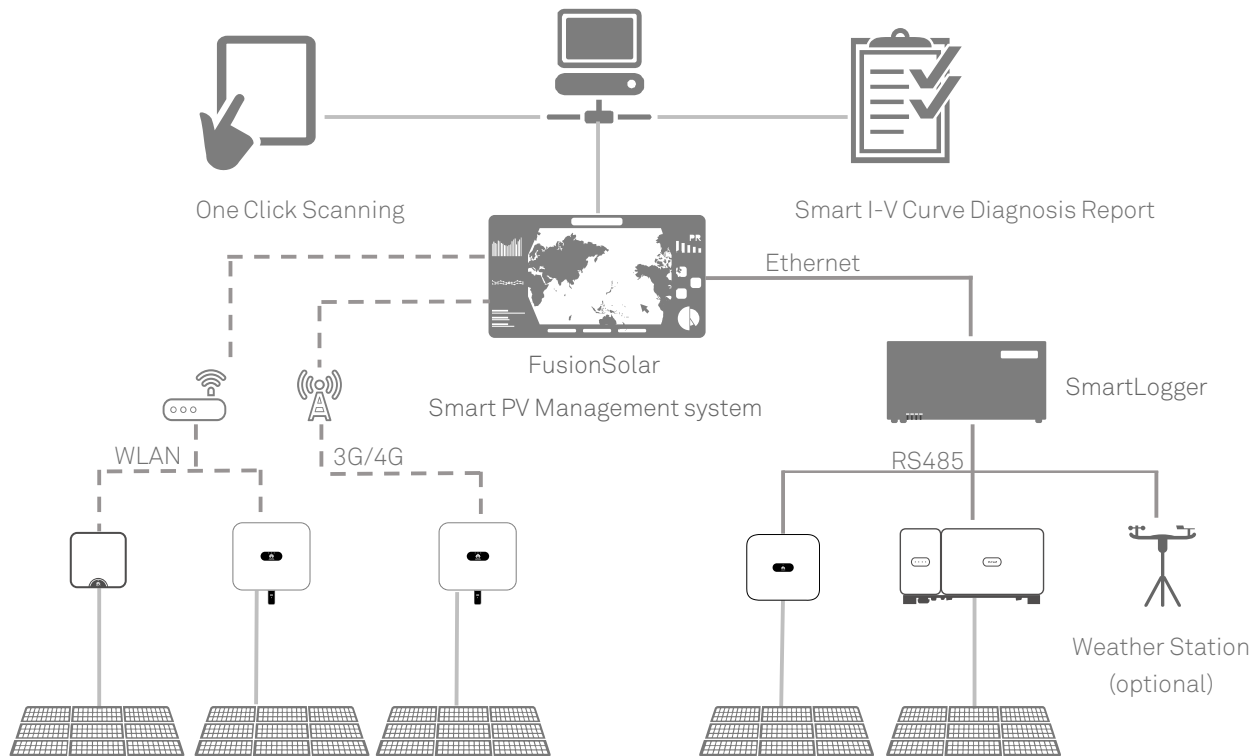 One Click Scanning
Smart I-V Curve Diagnosis Report
PR
Ethernet
FusionSolar
Smart PV Management system
SmartLogger
WLAN
3G/4G
RS485
Weather Station
(optional)